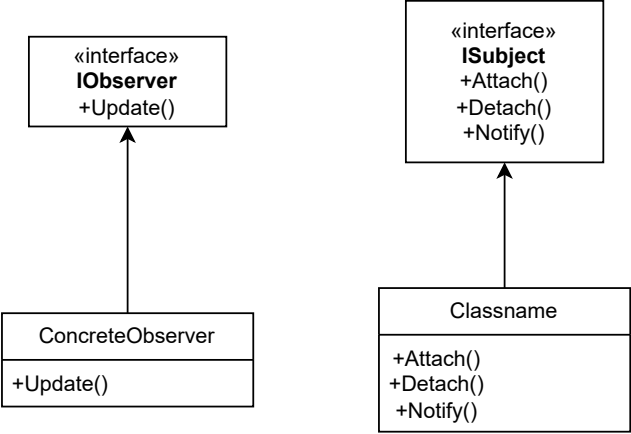 «interface»
IObserver
+Update()
«interface»
ISubject
+Attach()
+Detach()
+Notify()
ConcreteObserver
+Update()
Classname
+Attach()
+Detach()
+Notify()